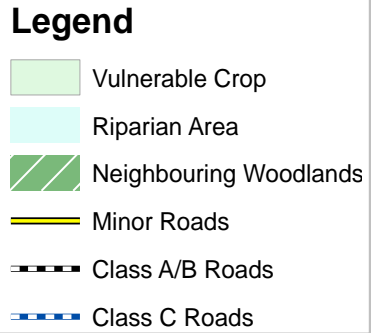 Legend
Vulnerable Crop
Riparian Area
Neighbouring Woodlands
Minor Roads
Class A/B Roads
Class C Roads